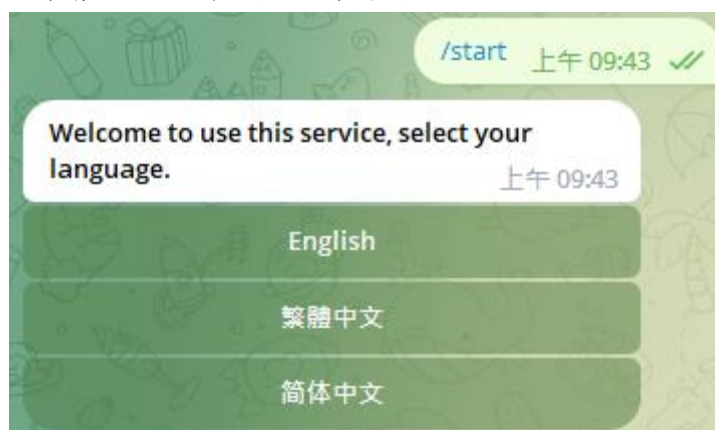 /start 上午 09:43
Welcome to use this service, select your
language.
上午 09:43
English
繁體中文
简体中文